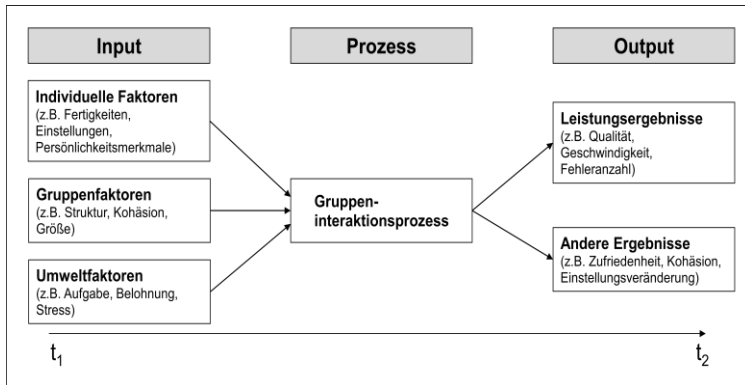 Input
Prozess
Output
Individuelle Faktoren
(z.B. Fertigkeiten,
Einstellungen,
Persönlichkeitsmerkmale)
Gruppenfaktoren
(z.B. Struktur, Kohäsion,
Größe)
Umweltfaktoren
(z.B. Aufgabe, Belohnung,
Stress)
Gruppen-
interaktionsprozess
Leistungsergebnisse
(z.B. Qualität,
Geschwindigkeit,
Fehleranzahl)
Andere Ergebnisse
(z.B. Zufriedenheit, Kohäsion,
Einstellungsveränderung)
t₁
t₂